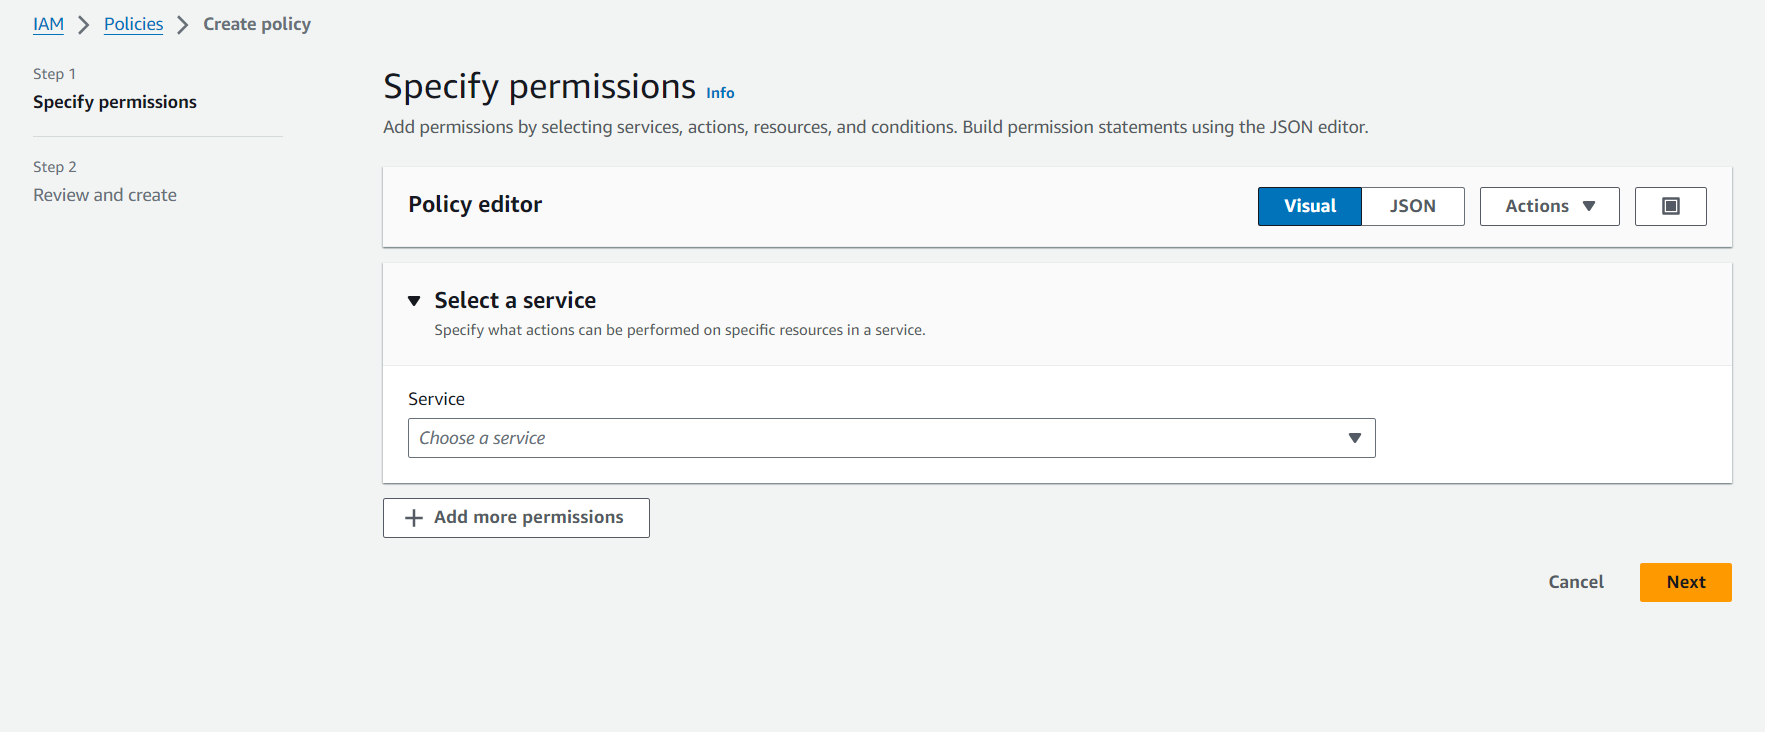 IAM Policies Create policy
Step 1
Specify permissions
Step 2
Review and create
Specify permissions Info
Add permissions by selecting services, actions, resources, and conditions. Build permission statements using the JSON editor.
Policy editor
Visual JSON Actions
Select a service
Specify what actions can be performed on specific resources in a service.
Service
Choose a service
Add more permissions
Cancel Next